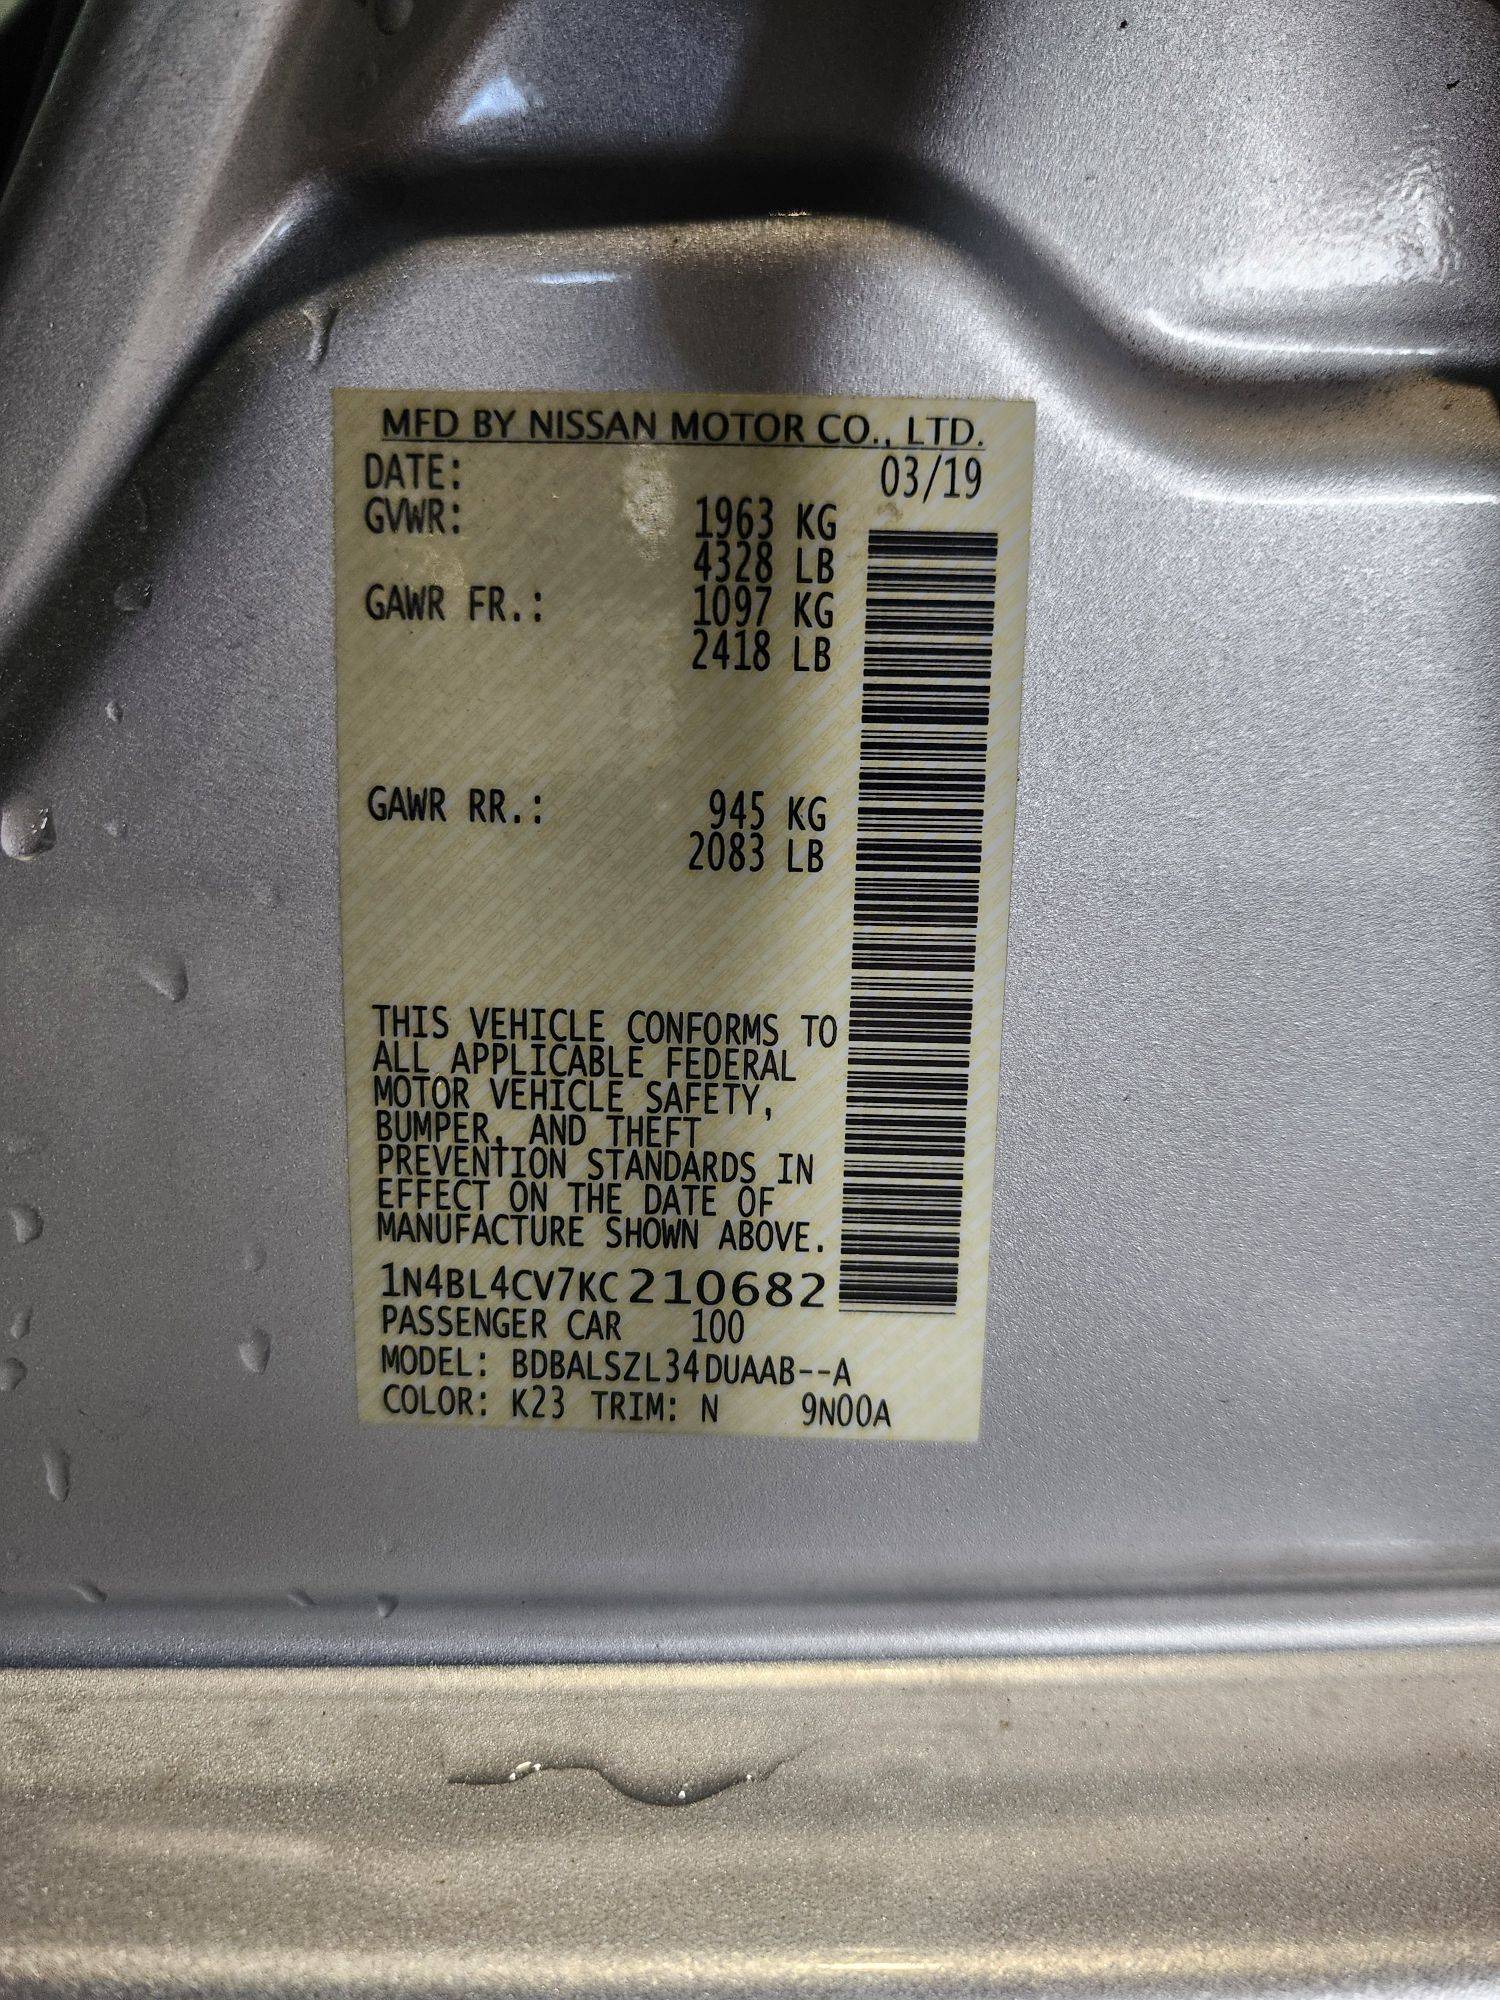 MFD BY NISSAN MOTOR CO., LTD.
DATE: 03/19
GVWR: 1963 KG
4328 LB
GAWR FR.: 1097 KG
2418 LB
GAWR RR.: 945 KG
2083 LB
THIS VEHICLE CONFORMS TO
ALL APPLICABLE FEDERAL
MOTOR VEHICLE SAFETY,
BUMPER, AND THEFT
PREVENTION STANDARDS IN
EFFECT ON THE DATE OF
MANUFACTURE SHOWN ABOVE.
1N4BL4CV7KC210682
PASSENGER CAR 100
MODEL: BDBALSZL34DUAAB--A
COLOR: K23 TRIM: N 9N00A